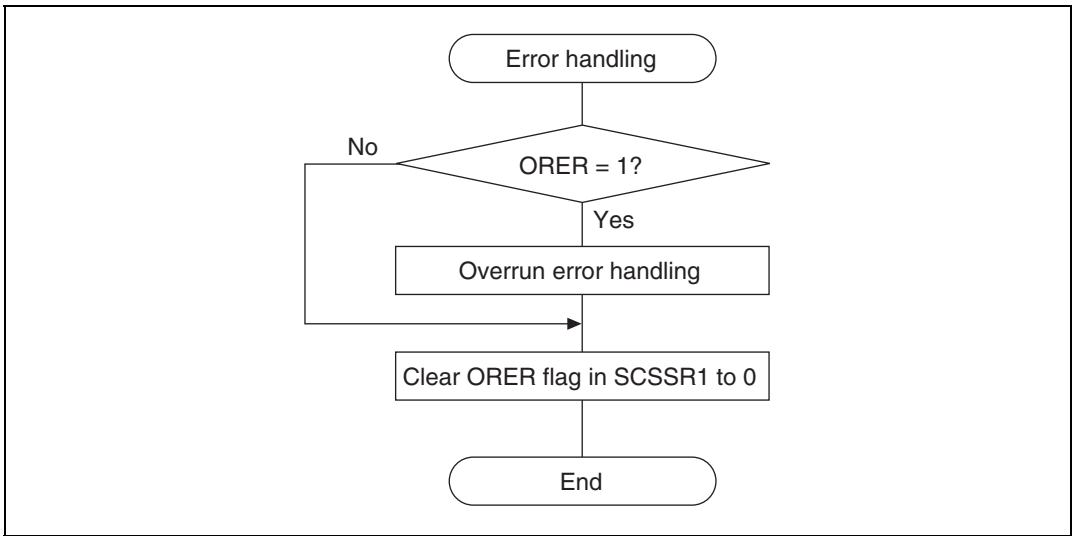 Error handling
No
ORER = 1?
Yes
Overrun error handling
Clear ORER flag in SCSSR1 to 0
End